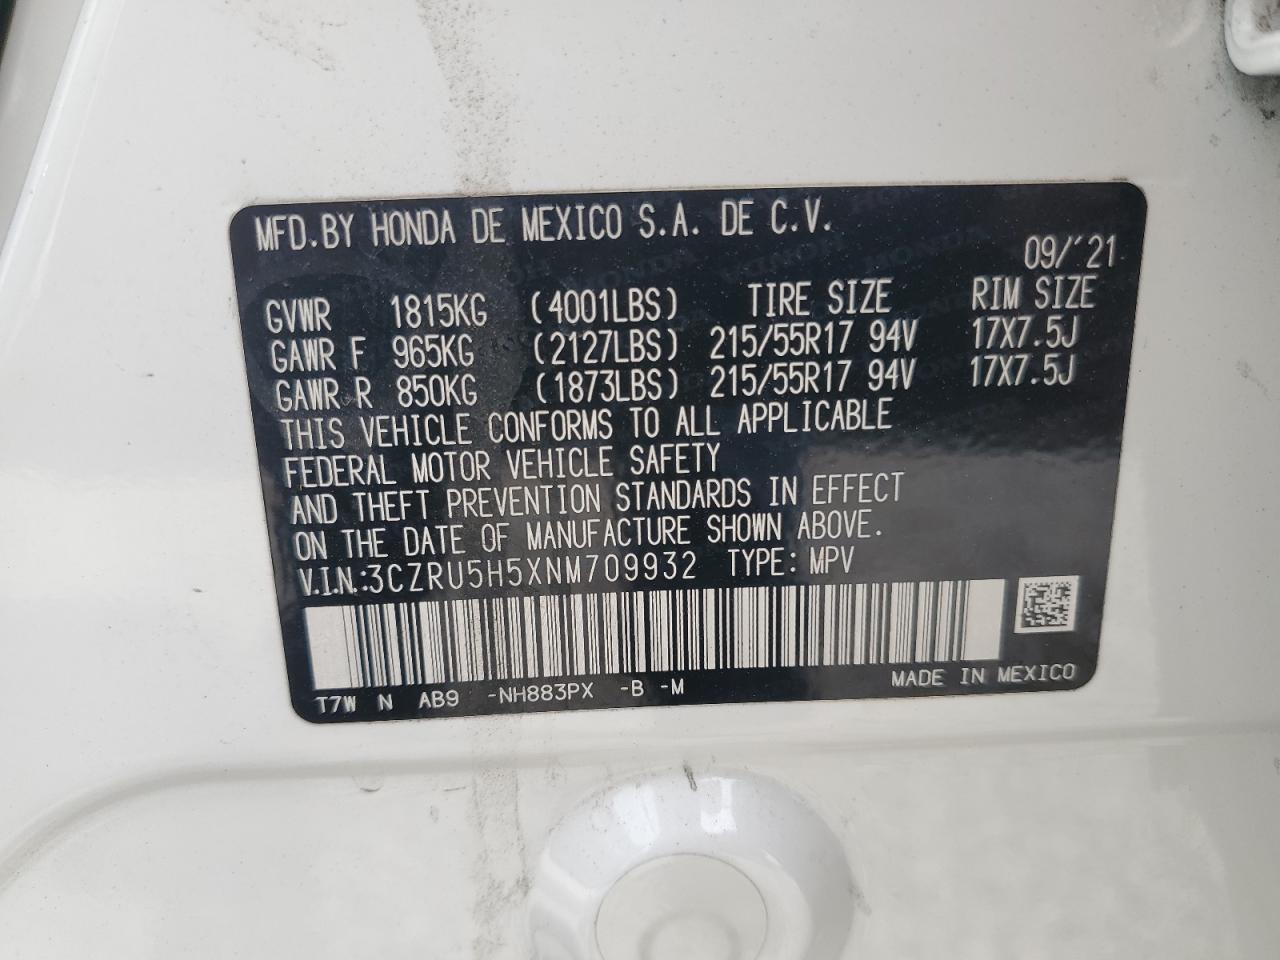 MFD.BY HONDA DE MEXICO S.A. DE C.V.
09/'21
GVWR 1815KG (4001LBS) TIRE SIZE RIM SIZE
GAWR F 965KG (2127LBS) 215/55R17 94V 17X7.5J
GAWR R 850KG (1873LBS) 215/55R17 94V 17X7.5J
THIS VEHICLE CONFORMS TO ALL APPLICABLE
FEDERAL MOTOR VEHICLE SAFETY
AND THEFT PREVENTION STANDARDS IN EFFECT
ON THE DATE OF MANUFACTURE SHOWN ABOVE.
V.I.N.:3CZRU5H5XNM709932 TYPE: MPV
MADE IN MEXICO
T7W N AB9 -NH883PX -B -M